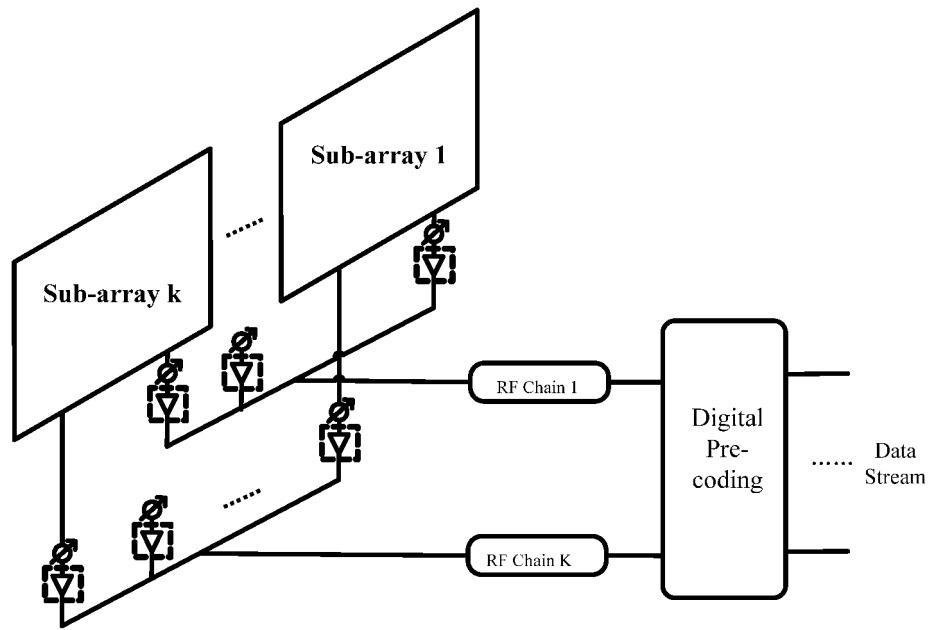 Sub-array 1
Sub-array k
RF Chain 1
Digital
Pre-
coding
Data
Stream
RF Chain K